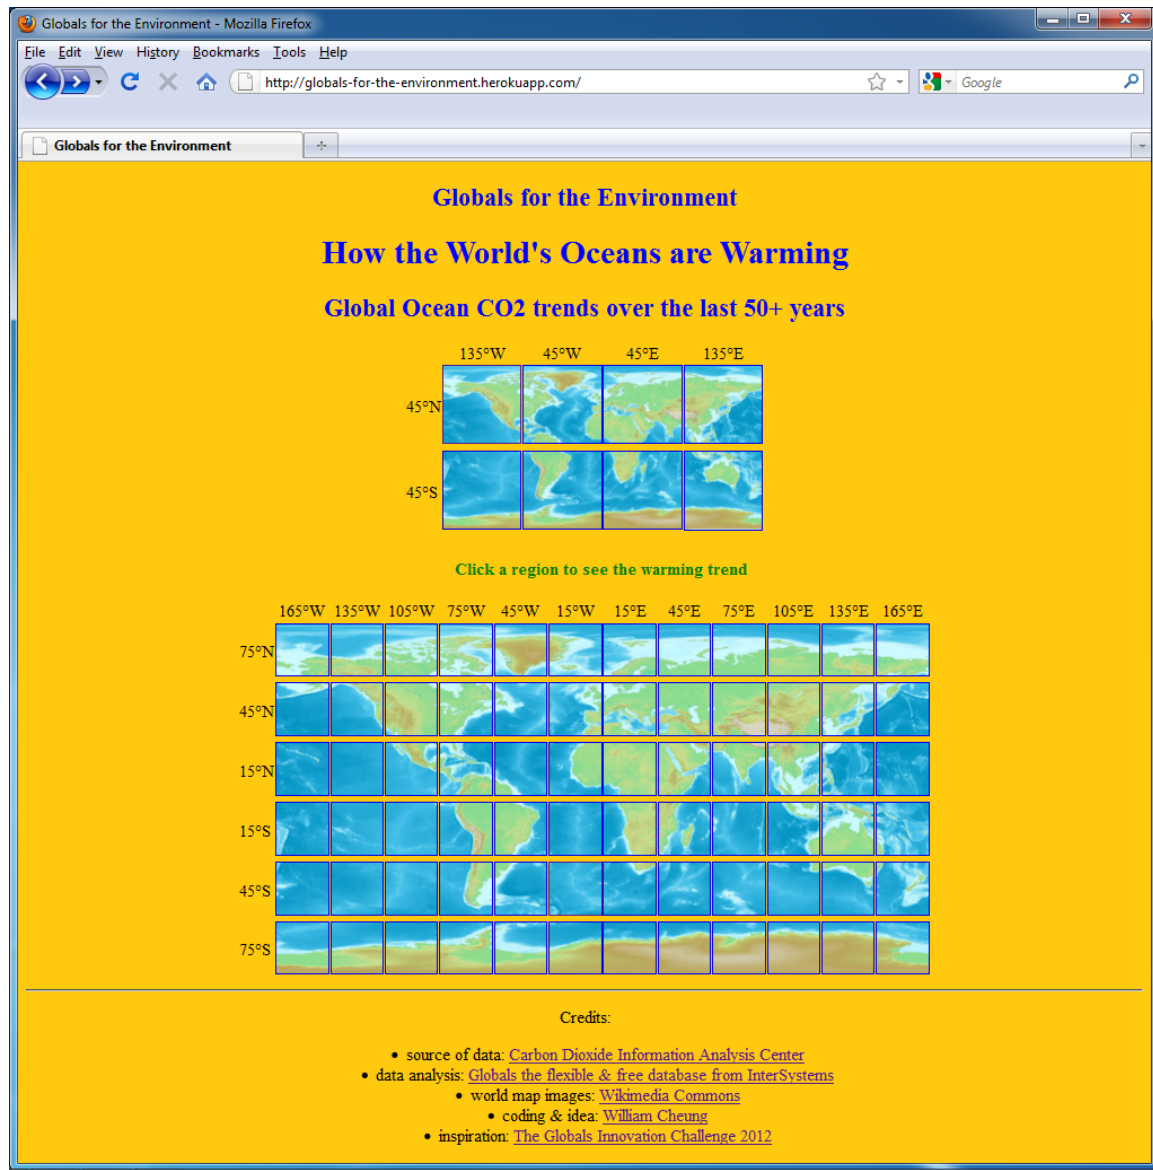 Globals for the Environment - Mozilla Firefox
File Edit View History Bookmarks Tools Help
http://globals-for-the-environment.herokuapp.com/ Google
Globals for the Environment
Globals for the Environment
How the World's Oceans are Warming
Global Ocean CO2 trends over the last 50+ years
135°W 45°W 45°E 135°E
45°N
45°S
Click a region to see the warming trend
165°W 135°W 105°W 75°W 45°W 15°W 15°E 45°E 75°E 105°E 135°E 165°E
75°N
45°N
15°N
15°S
45°S
75°S
Credits:
• source of data: Carbon Dioxide Information Analysis Center
• data analysis: Globals the flexible & free database from InterSystems
• world map images: Wikimedia Commons
• coding & idea: William Cheung
• inspiration: The Globals Innovation Challenge 2012